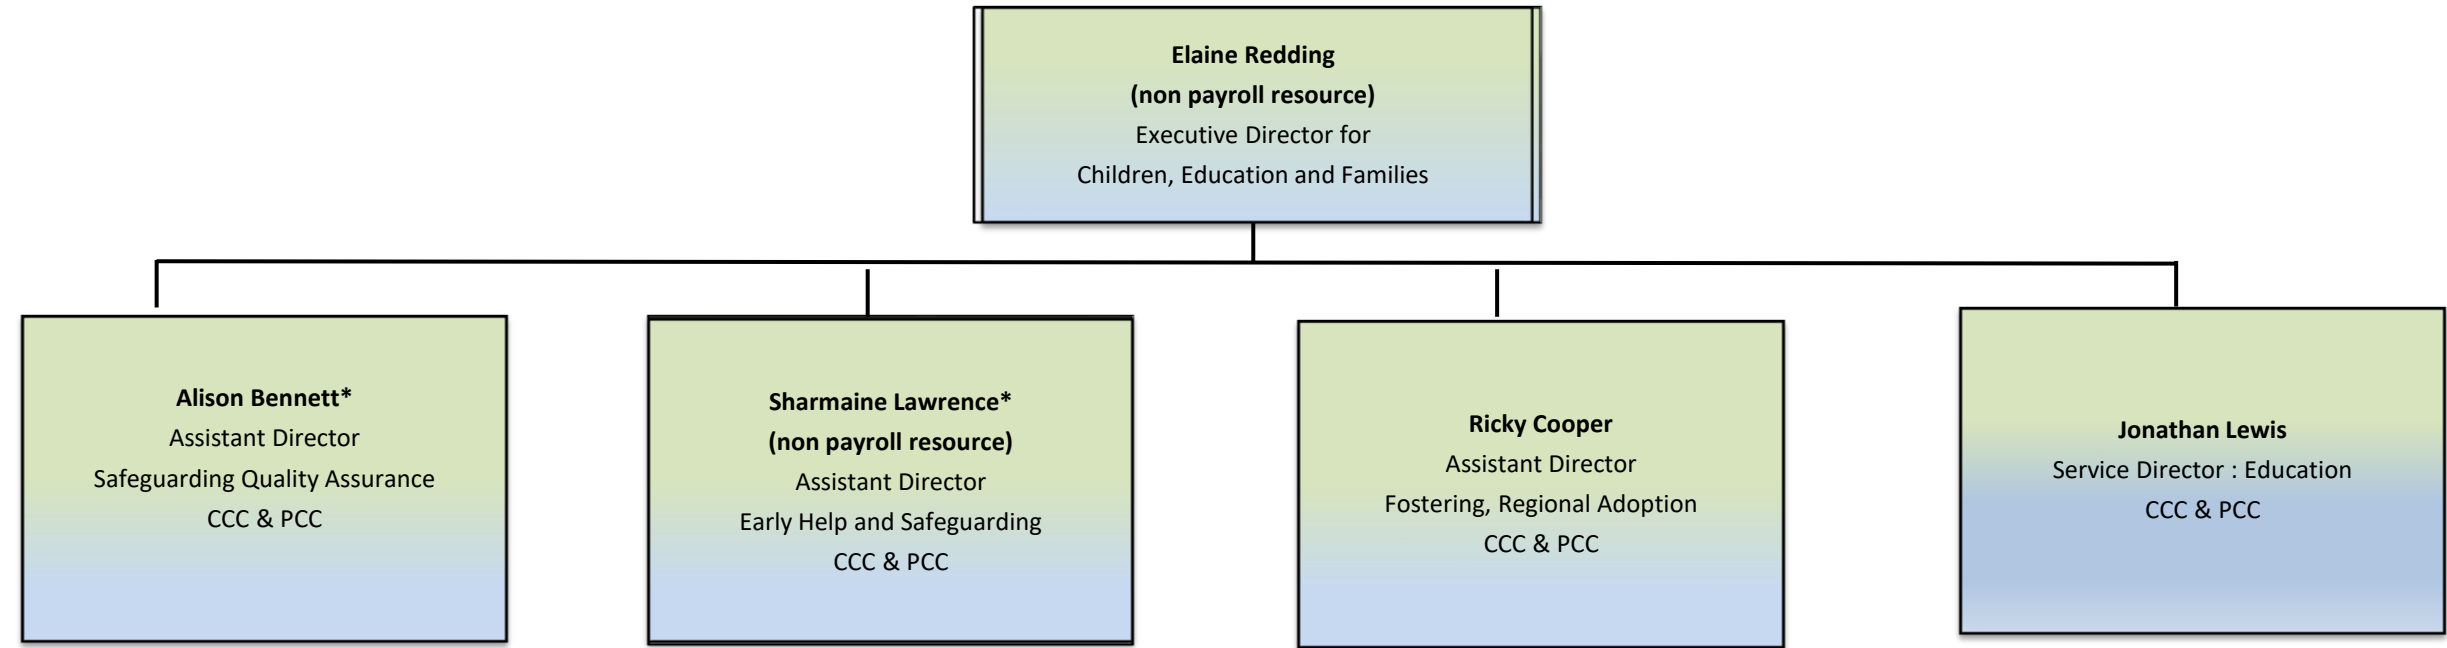 Elaine Redding
(non payroll resource)
Executive Director for
Children, Education and Families
Alison Bennett*
Assistant Director
Safeguarding Quality Assurance
CCC & PCC
Sharmaine Lawrence*
(non payroll resource)
Assistant Director
Early Help and Safeguarding
CCC & PCC
Ricky Cooper
Assistant Director
Fostering, Regional Adoption
CCC & PCC
Jonathan Lewis
Service Director : Education
CCC & PCC